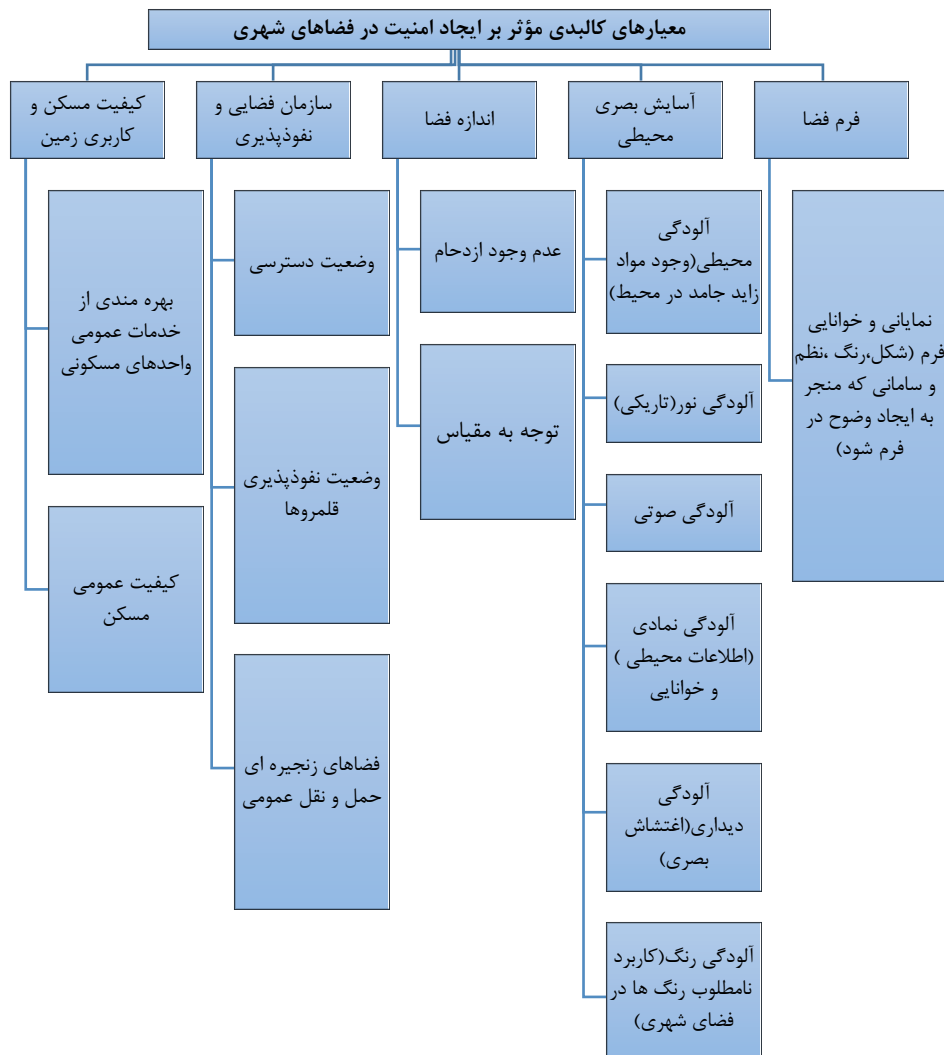 معیارهای کالبدی مؤثر بر ایجاد امنیت در فضاهای شهری
فرم فضا
نمایانی و خوانایی
فرم (شکل،رنگ ،نظم
و سامانی که منجر
به ایجاد وضوح در
فرم شود)
آسایش بصری
محیطی
آلودگی
محیطی(وجود مواد
زاید جامد در محیط)
آلودگی نور(تاریکی)
آلودگی صوتی
آلودگی نمادی
(اطلاعات محیطی )
و خوانایی
آلودگی
دیداری(اغتشاش
بصری)
آلودگی رنگ(کاربرد
نامطلوب رنگ ها در
فضای شهری)
اندازه فضا
عدم وجود ازدحام
توجه به مقیاس
سازمان فضایی و
نفوذپذیری
وضعیت دسترسی
وضعیت نفوذپذیری
قلمروها
فضاهای زنجیره ای
حمل و نقل عمومی
کیفیت مسکن و
کاربری زمین
بهره مندی از
خدمات عمومی
واحدهای مسکونی
کیفیت عمومی
مسکن